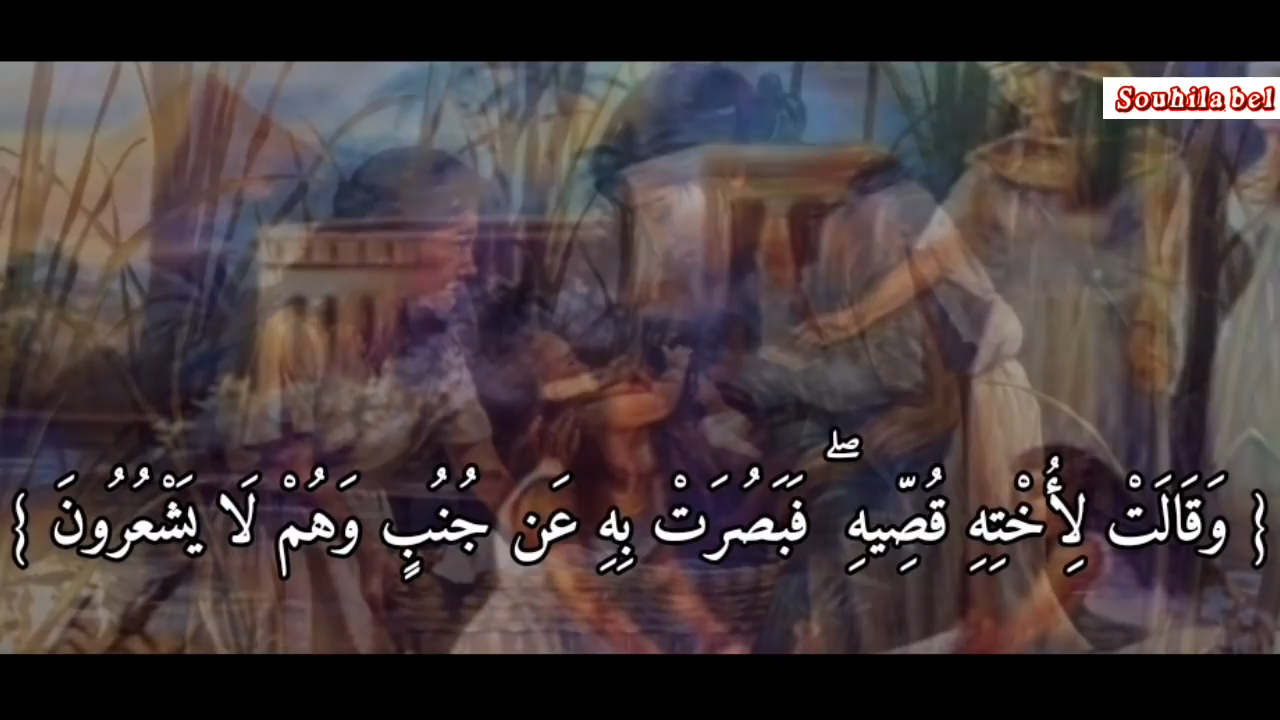 Souhila bel
{ وَقَالَتْ لِأُخْتِهِ قُصِّيهِ ۖ فَبَصُرَتْ بِهِ عَن جُنُبٍ وَهُمْ لَا يَشْعُرُونَ }